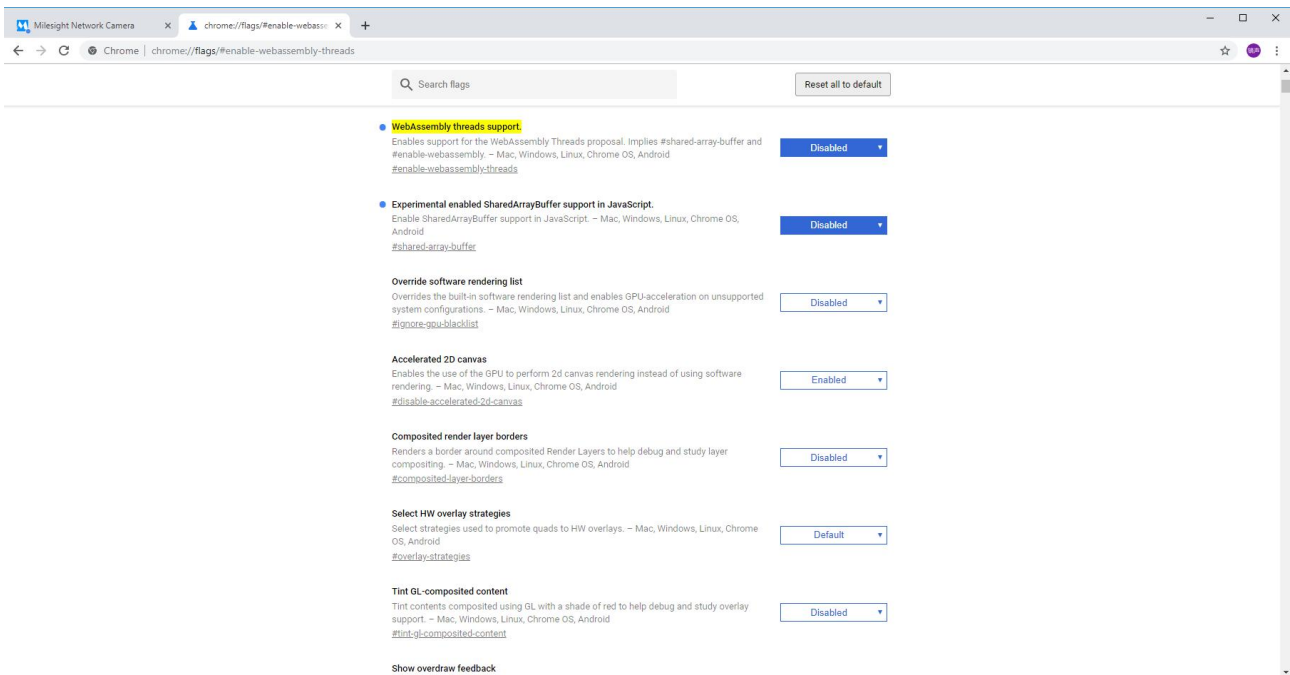 Milesight Network Camera
chrome://flags/#enable-webasse
Chrome | chrome://flags/#enable-webassembly-threads
Search flags
Reset all to default
WebAssembly threads support.
Enables support for the WebAssembly Threads proposal. Implies #shared-array-buffer and
#enable-webassembly. – Mac, Windows, Linux, Chrome OS, Android
#enable-webassembly-threads
Disabled
Experimental enabled SharedArrayBuffer support in JavaScript.
Enable SharedArrayBuffer support in JavaScript. – Mac, Windows, Linux, Chrome OS,
Android
#shared-array-buffer
Disabled
Override software rendering list
Overrides the built-in software rendering list and enables GPU-acceleration on unsupported
system configurations. – Mac, Windows, Linux, Chrome OS, Android
#ignore-gpu-blacklist
Disabled
Accelerated 2D canvas
Enables the use of the GPU to perform 2d canvas rendering instead of using software
rendering. – Mac, Windows, Linux, Chrome OS, Android
#disable-accelerated-2d-canvas
Enabled
Composited render layer borders
Renders a border around composited Render Layers to help debug and study layer
compositing. – Mac, Windows, Linux, Chrome OS, Android
#composited-layer-borders
Disabled
Select HW overlay strategies
Select strategies used to promote quads to HW overlays. – Mac, Windows, Linux, Chrome
OS, Android
#overlay-strategies
Default
Tint GL-composited content
Tint contents composited using GL with a shade of red to help debug and study overlay
support. – Mac, Windows, Linux, Chrome OS, Android
#tint-gl-composited-content
Disabled
Show overdraw feedback